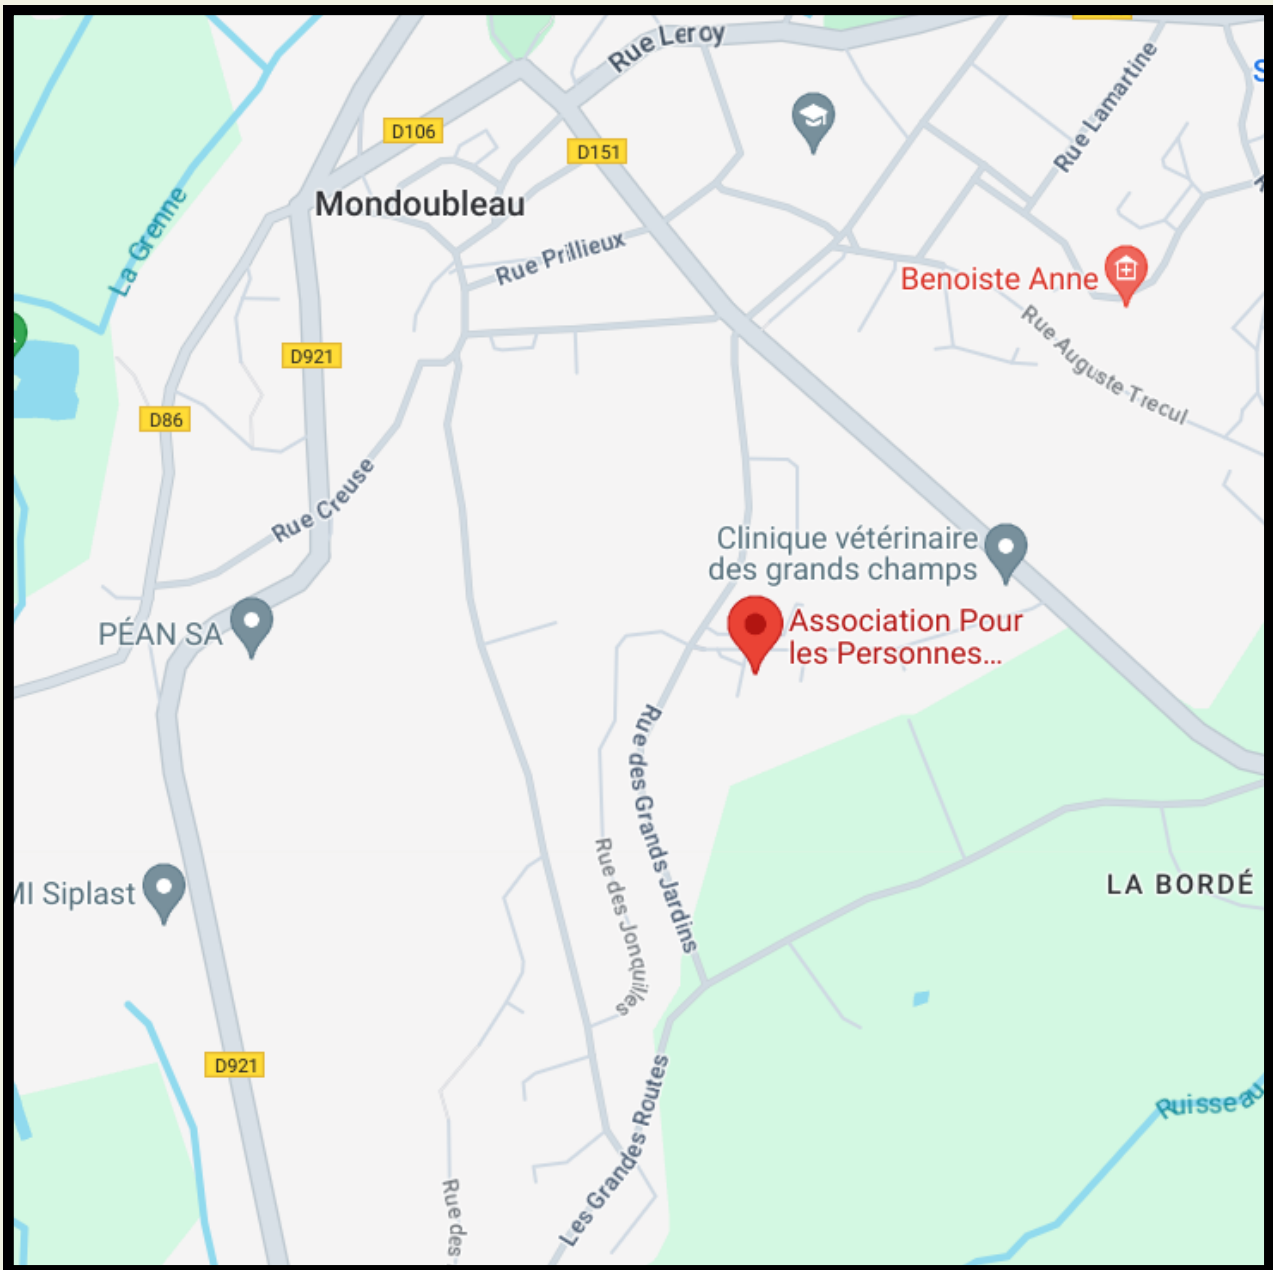 Rue Leroy
D106
D151
Rue Lamartine
Mondoubleau
La Grenne
Rue Prillieux
Benoiste Anne
Rue Auguste Trecul
D921
D86
Rue Creuse
Clinique vétérinaire
des grands champs
PÉAN SA
Association Pour
les Personnes...
Rue des Grands Jardins
Rue des Jonquilles
MI Siplast
LA BORDÉ
D921
Ruisseau
Les Grandes Routes
Rue des